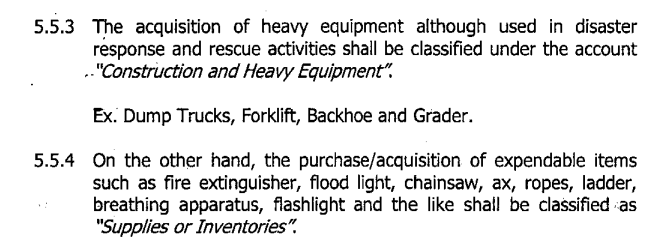 5.5.3 The acquisition of heavy equipment although used in disaster
response and rescue activities shall be classified under the account
"Construction and Heavy Equipment".
Ex. Dump Trucks, Forklift, Backhoe and Grader.
5.5.4 On the other hand, the purchase/acquisition of expendable items
such as fire extinguisher, flood light, chainsaw, ax, ropes, ladder,
breathing apparatus, flashlight and the like shall be classified as
"Supplies or Inventories".